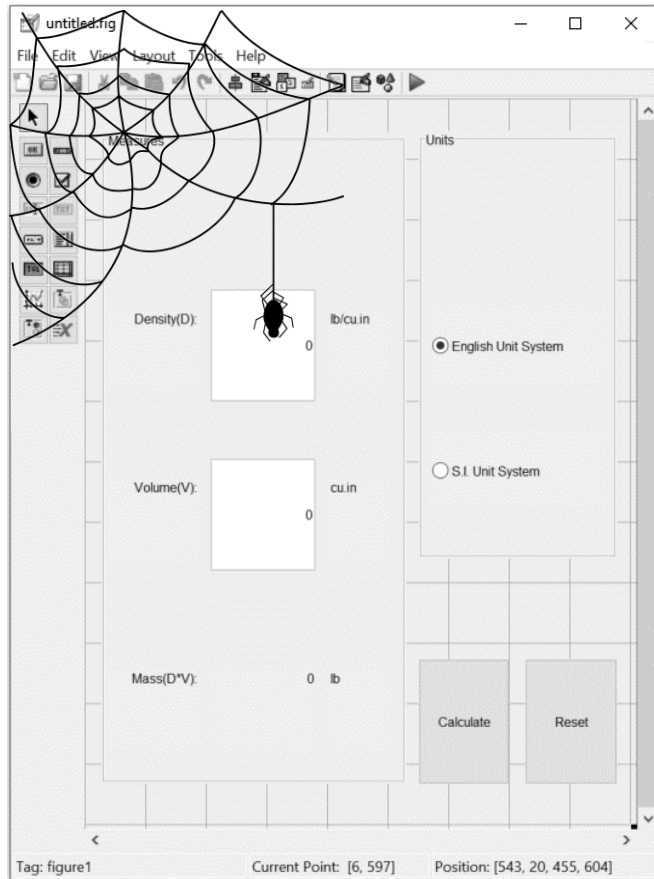 untitled.fig
File Edit View Layout Tools Help
Measures
Units
Density(D):
0
lb/cu.in
English Unit System
Volume(V):
0
cu.in
S.I. Unit System
Mass(D*V):
0
lb
Calculate
Reset
Tag: figure1
Current Point: [6, 597]
Position: [543, 20, 455, 604]